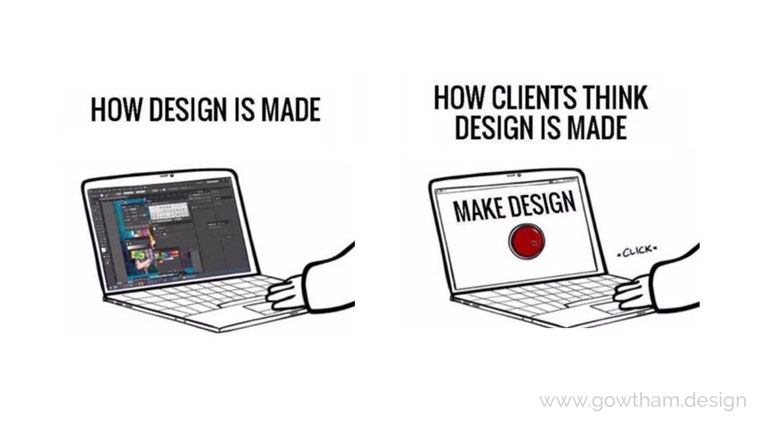 HOW DESIGN IS MADE
HOW CLIENTS THINK
DESIGN IS MADE
MAKE DESIGN
*CLICK*
www.gowtham.design